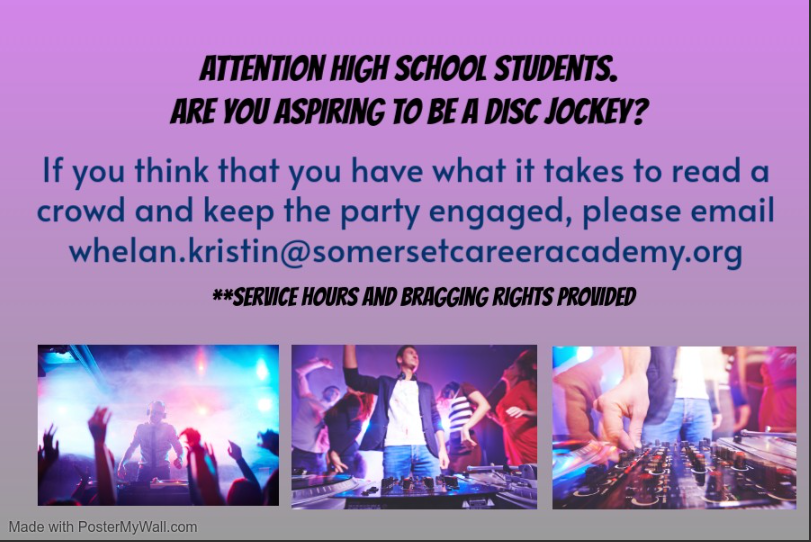 ATTENTION HIGH SCHOOL STUDENTS.
ARE YOU ASPIRING TO BE A DISC JOCKEY?
If you think that you have what it takes to read a
crowd and keep the party engaged, please email
whelan.kristin@somersetcareeracademy.org
**SERVICE HOURS AND BRAGGING RIGHTS PROVIDED
Made with PosterMyWall.com